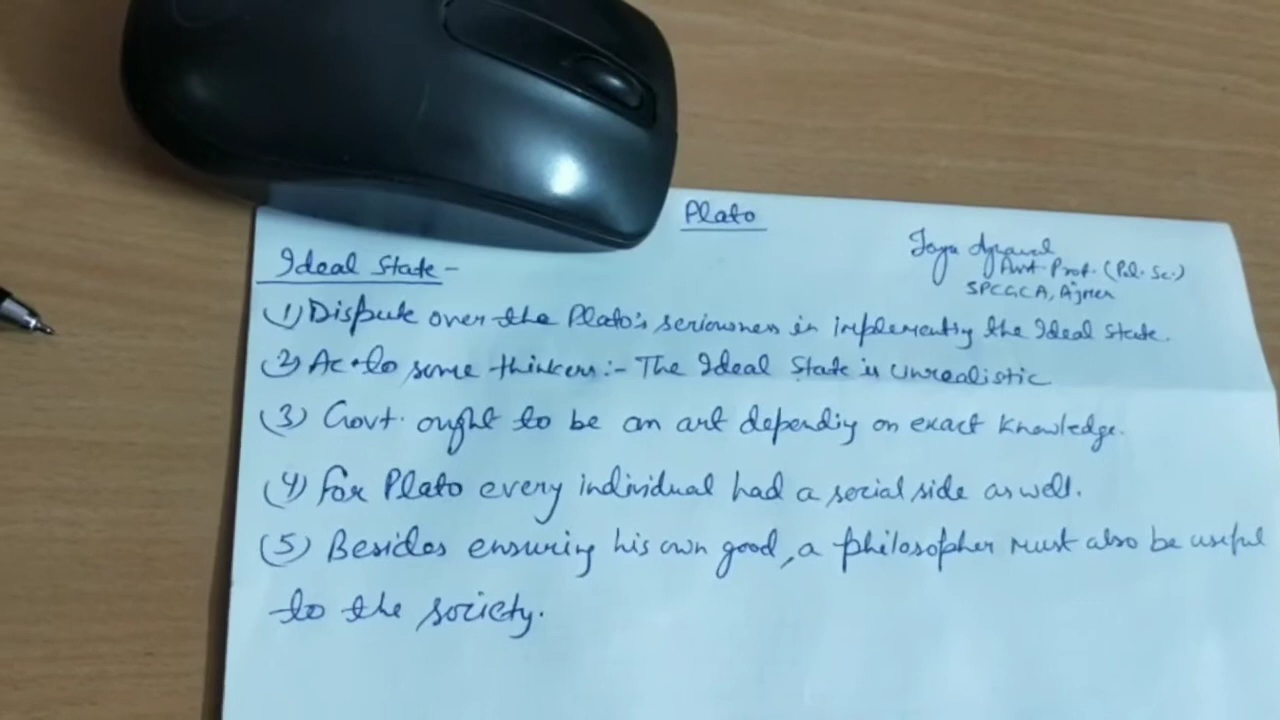 Plato
Joya Agrawal
Asst. Prof. (Pol. Sc.)
SPCGCA, Ajmer
Ideal State -
(1) Dispute over the Plato's seriousness in implementing the Ideal State.
(2) Ac. to some thinkers :- The Ideal State is unrealistic
(3) Govt. ought to be an art depending on exact knowledge.
(4) For Plato every individual had a social side as well.
(5) Besides ensuring his own good, a philosopher must also be useful
to the society.